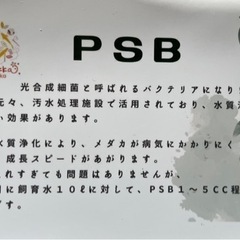 PSB
光合成細菌と呼ばれるバクテリアになり
元々、汚水処理施設で活用されており、水質
い効果があります。
水質浄化により、メダカが病気にかかりにく
成長スピードがあがります。
れすぎても問題はありませんが、
に飼育水10ℓに対して、PSB1～5CC程
ぎです。